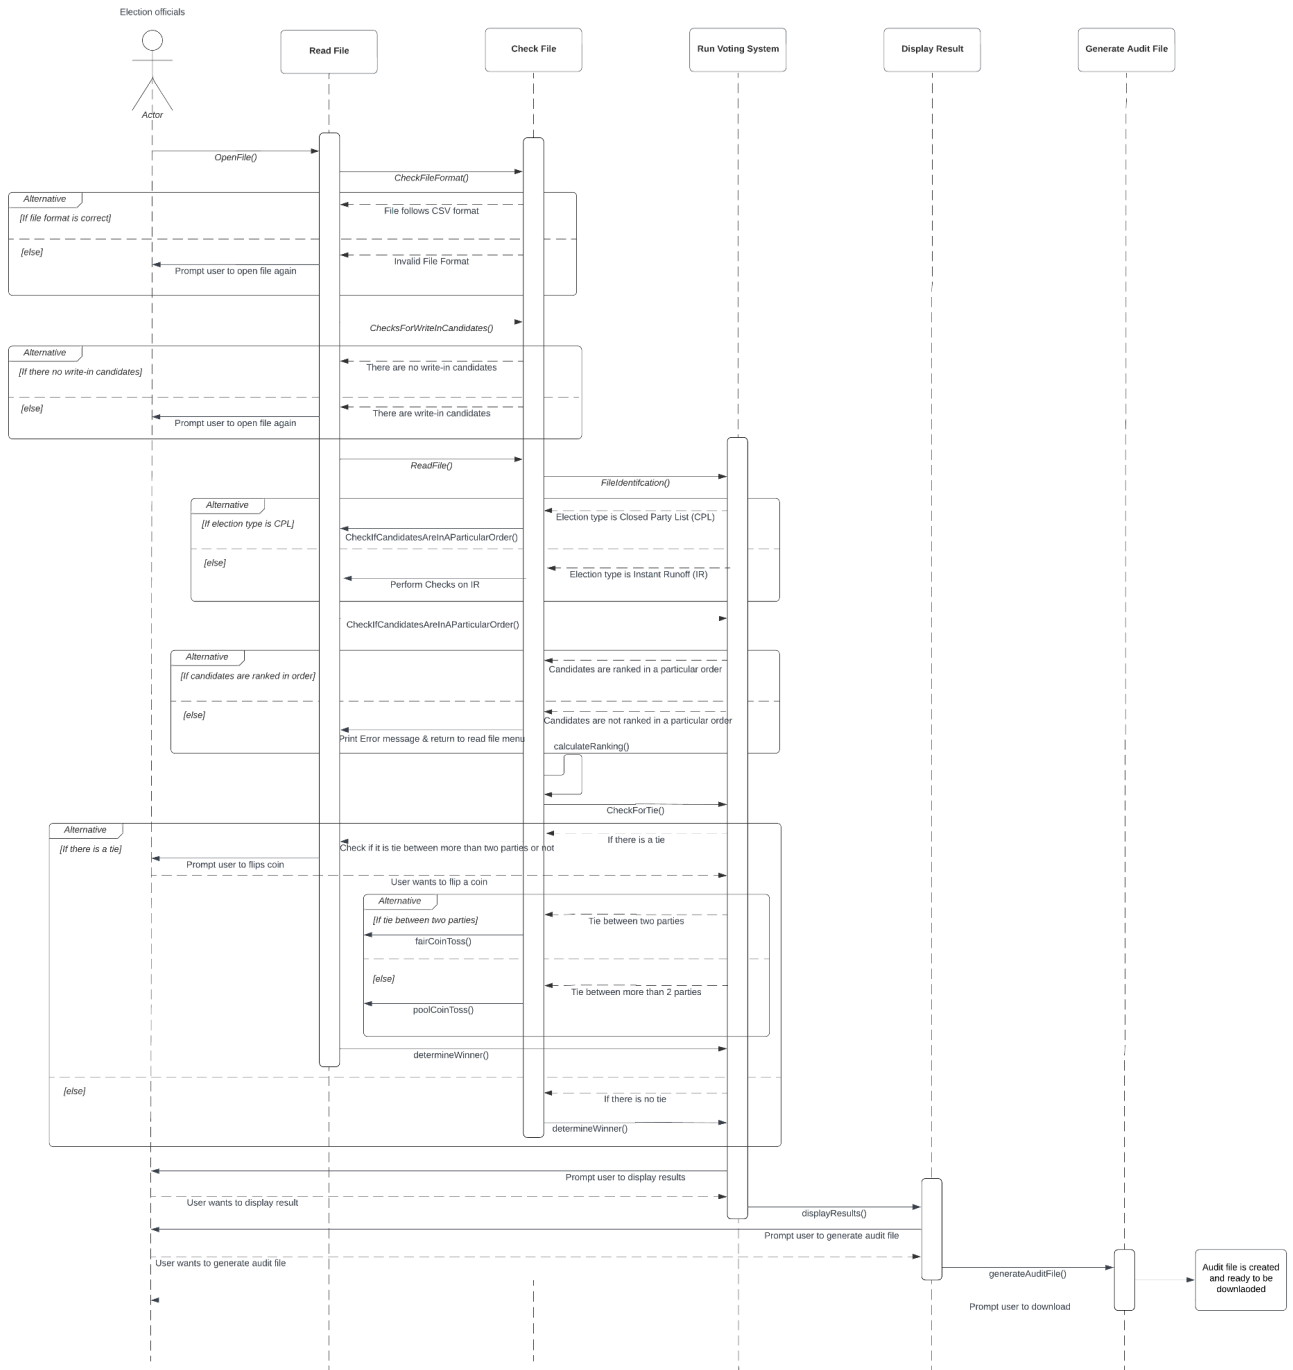 Election officials
Read File
Check File
Run Voting System
Display Result
Generate Audit File
Actor
OpenFile()
CheckFileFormat()
Alternative
[If file format is correct]
File follows CSV format
[else]
Invalid File Format
Prompt user to open file again
ChecksForWriteInCandidates()
Alternative
[If there no write-in candidates]
There are no write-in candidates
[else]
There are write-in candidates
Prompt user to open file again
ReadFile()
FileIdentifcation()
Alternative
[If election type is CPL]
Election type is Closed Party List (CPL)
CheckIfCandidatesAreInAParticularOrder()
[else]
Election type is Instant Runoff (IR)
Perform Checks on IR
CheckIfCandidatesAreInAParticularOrder()
Alternative
[If candidates are ranked in order]
Candidates are ranked in a particular order
[else]
Candidates are not ranked in a particular order
Print Error message & return to read file menu
calculateRanking()
CheckForTie()
Alternative
[If there is a tie]
If there is a tie
Check if it is tie between more than two parties or not
Prompt user to flips coin
User wants to flip a coin
Alternative
[If tie between two parties]
Tie between two parties
fairCoinToss()
[else]
Tie between more than 2 parties
poolCoinToss()
determineWinner()
[else]
If there is no tie
determineWinner()
Prompt user to display results
User wants to display result
displayResults()
Prompt user to generate audit file
User wants to generate audit file
generateAuditFile()
Audit file is created
and ready to be
downlaoded
Prompt user to download